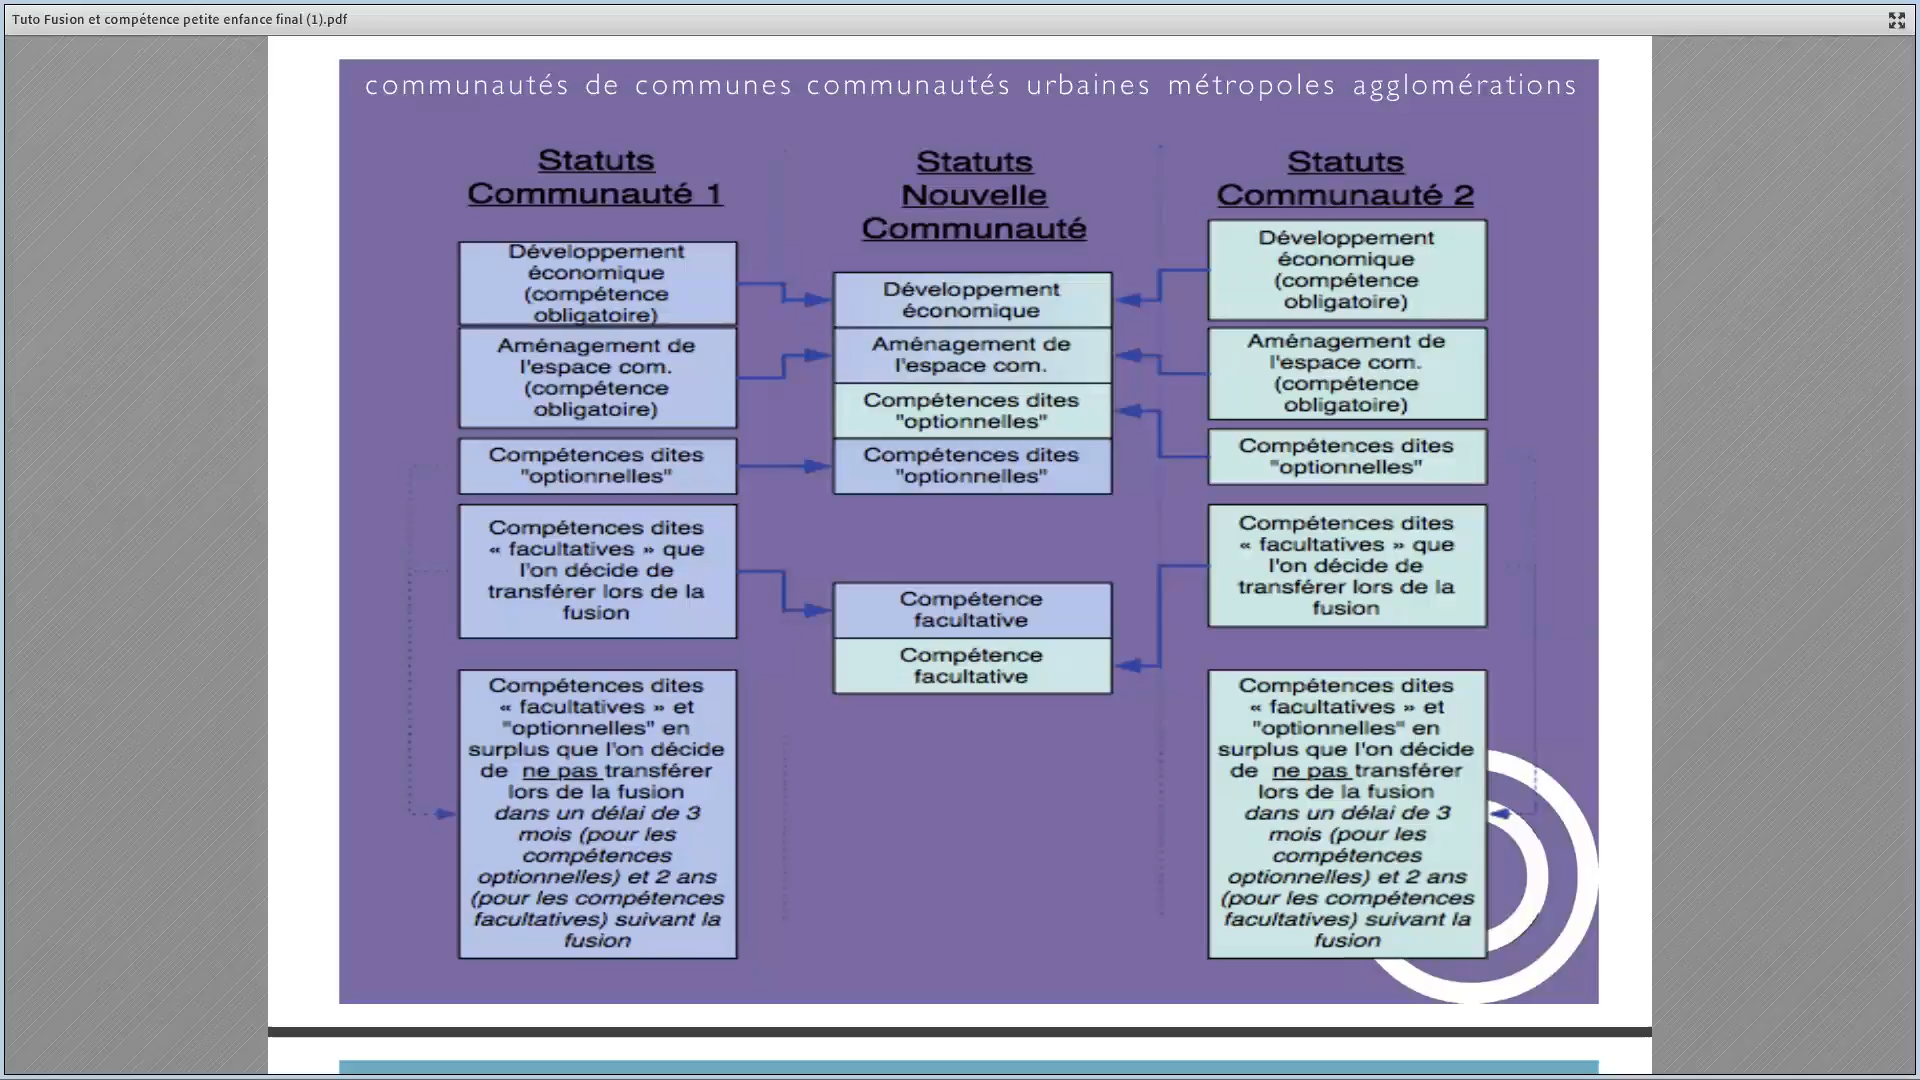 Tuto Fusion et compétence petite enfance final (1).pdf
communautés de communes communautés urbaines métropoles agglomérations
Statuts
Communauté 1
Développement
économique
(compétence
obligatoire)
Aménagement de
l'espace com.
(compétence
obligatoire)
Compétences dites
"optionnelles"
Compétences dites
« facultatives » que
l'on décide de
transférer lors de la
fusion
Compétences dites
« facultatives » et
"optionnelles" en
surplus que l'on décide
de ne pas transférer
lors de la fusion
dans un délai de 3
mois (pour les
compétences
optionnelles) et 2 ans
(pour les compétences
facultatives) suivant la
fusion
Statuts
Nouvelle
Communauté
Développement
économique
Aménagement de
l'espace com.
Compétences dites
"optionnelles"
Compétences dites
"optionnelles"
Compétence
facultative
Compétence
facultative
Statuts
Communauté 2
Développement
économique
(compétence
obligatoire)
Aménagement de
l'espace com.
(compétence
obligatoire)
Compétences dites
"optionnelles"
Compétences dites
« facultatives » que
l'on décide de
transférer lors de la
fusion
Compétences dites
« facultatives » et
"optionnelles" en
surplus que l'on décide
de ne pas transférer
lors de la fusion
dans un délai de 3
mois (pour les
compétences
optionnelles) et 2 ans
(pour les compétences
facultatives) suivant la
fusion